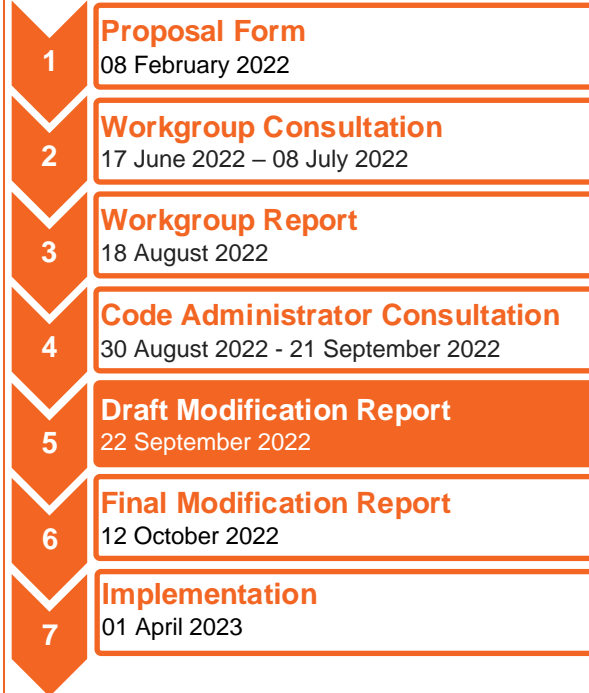 1
Proposal Form
08 February 2022
2
Workgroup Consultation
17 June 2022 – 08 July 2022
3
Workgroup Report
18 August 2022
4
Code Administrator Consultation
30 August 2022 - 21 September 2022
5
Draft Modification Report
22 September 2022
6
Final Modification Report
12 October 2022
7
Implementation
01 April 2023